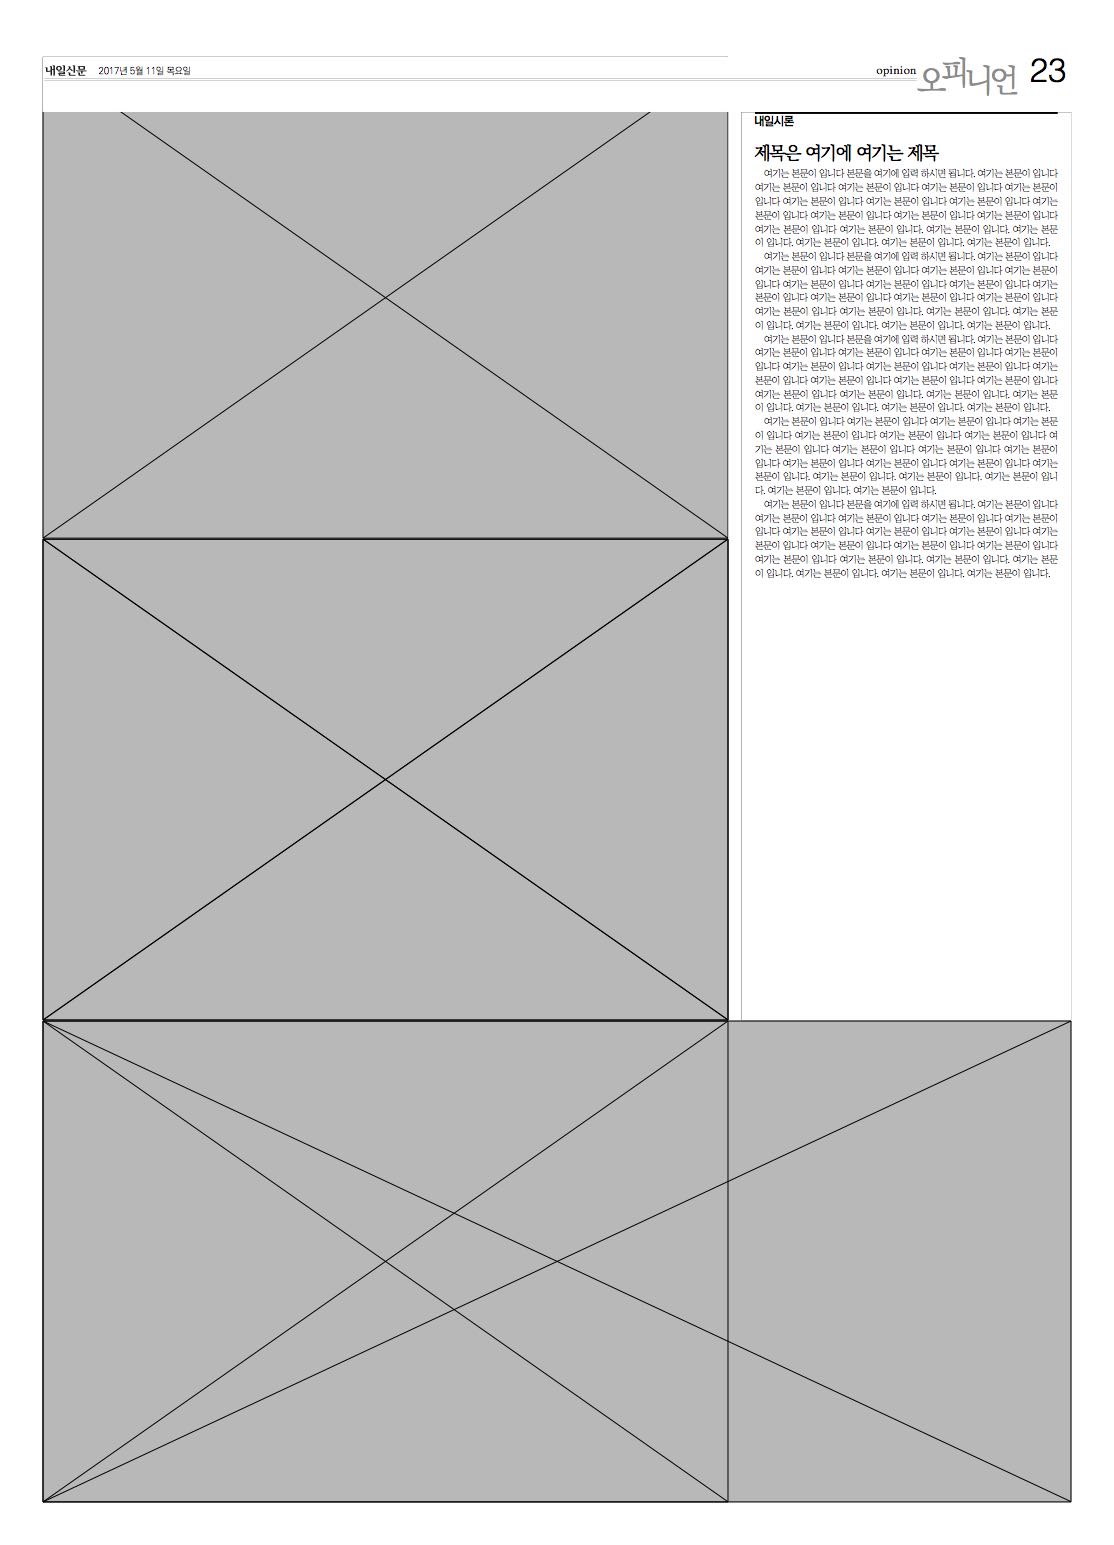 내일신문 2017년 5월 11일 목요일
opinion 오피니언 23
내일시론
제목은 여기에 여기는 제목
여기는 본문이 입니다 본문을 여기에 입력 하시면 됩니다. 여기는 본문이 입니다
여기는 본문이 입니다 여기는 본문이 입니다 여기는 본문이 입니다 여기는 본문이
입니다 여기는 본문이 입니다 여기는 본문이 입니다 여기는 본문이 입니다 여기는
본문이 입니다 여기는 본문이 입니다 여기는 본문이 입니다 여기는 본문이 입니다
여기는 본문이 입니다 여기는 본문이 입니다. 여기는 본문이 입니다. 여기는 본문
이 입니다. 여기는 본문이 입니다. 여기는 본문이 입니다. 여기는 본문이 입니다.
여기는 본문이 입니다 본문을 여기에 입력 하시면 됩니다. 여기는 본문이 입니다
여기는 본문이 입니다 여기는 본문이 입니다 여기는 본문이 입니다 여기는 본문이
입니다 여기는 본문이 입니다 여기는 본문이 입니다 여기는 본문이 입니다 여기는
본문이 입니다 여기는 본문이 입니다 여기는 본문이 입니다 여기는 본문이 입니다
여기는 본문이 입니다 여기는 본문이 입니다. 여기는 본문이 입니다. 여기는 본문
이 입니다. 여기는 본문이 입니다. 여기는 본문이 입니다. 여기는 본문이 입니다.
여기는 본문이 입니다 본문을 여기에 입력 하시면 됩니다. 여기는 본문이 입니다
여기는 본문이 입니다 여기는 본문이 입니다 여기는 본문이 입니다 여기는 본문이
입니다 여기는 본문이 입니다 여기는 본문이 입니다 여기는 본문이 입니다 여기는
본문이 입니다 여기는 본문이 입니다 여기는 본문이 입니다 여기는 본문이 입니다
여기는 본문이 입니다 여기는 본문이 입니다. 여기는 본문이 입니다. 여기는 본문
이 입니다. 여기는 본문이 입니다. 여기는 본문이 입니다. 여기는 본문이 입니다.
여기는 본문이 입니다 여기는 본문이 입니다 여기는 본문이 입니다 여기는 본문
이 입니다 여기는 본문이 입니다 여기는 본문이 입니다 여기는 본문이 입니다 여
기는 본문이 입니다 여기는 본문이 입니다 여기는 본문이 입니다 여기는 본문이
입니다 여기는 본문이 입니다 여기는 본문이 입니다 여기는 본문이 입니다 여기는
본문이 입니다. 여기는 본문이 입니다. 여기는 본문이 입니다. 여기는 본문이 입니
다. 여기는 본문이 입니다. 여기는 본문이 입니다.
여기는 본문이 입니다 본문을 여기에 입력 하시면 됩니다. 여기는 본문이 입니다
여기는 본문이 입니다 여기는 본문이 입니다 여기는 본문이 입니다 여기는 본문이
입니다 여기는 본문이 입니다 여기는 본문이 입니다 여기는 본문이 입니다 여기는
본문이 입니다 여기는 본문이 입니다 여기는 본문이 입니다 여기는 본문이 입니다
여기는 본문이 입니다 여기는 본문이 입니다. 여기는 본문이 입니다. 여기는 본문
이 입니다. 여기는 본문이 입니다. 여기는 본문이 입니다. 여기는 본문이 입니다.